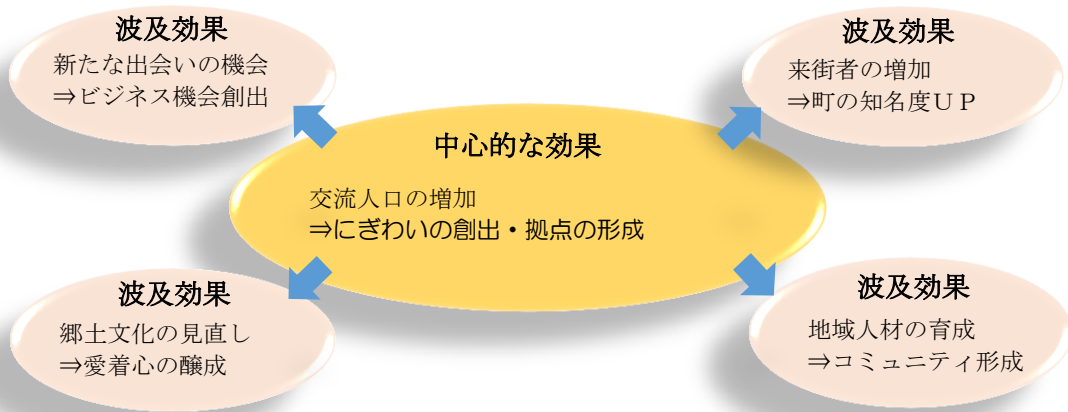 波及効果
新たな出会いの機会
⇒ビジネス機会創出
波及効果
来街者の増加
⇒町の知名度ＵＰ
中心的な効果
交流人口の増加
⇒にぎわいの創出・拠点の形成
波及効果
郷土文化の見直し
⇒愛着心の醸成
波及効果
地域人材の育成
⇒コミュニティ形成